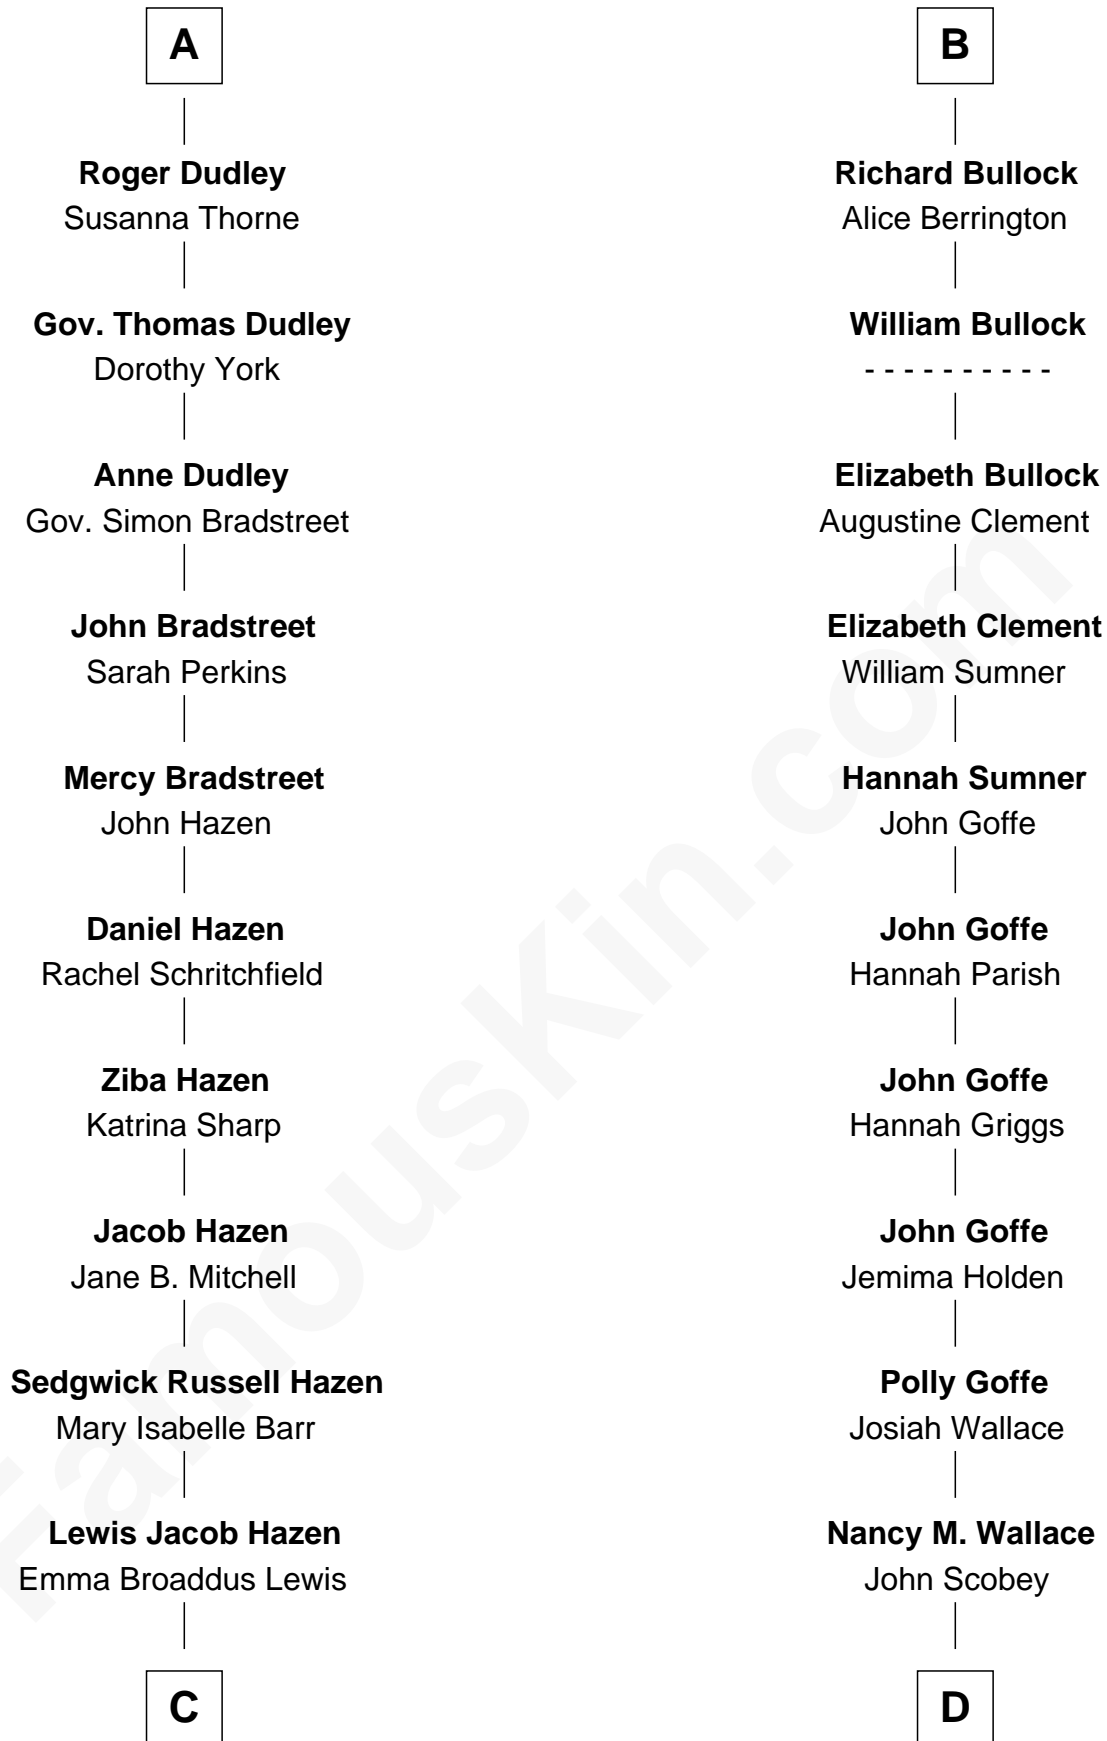 A
Roger Dudley
Susanna Thorne
Gov. Thomas Dudley
Dorothy York
Anne Dudley
Gov. Simon Bradstreet
John Bradstreet
Sarah Perkins
Mercy Bradstreet
John Hazen
Daniel Hazen
Rachel Schritchfield
Ziba Hazen
Katrina Sharp
Jacob Hazen
Jane B. Mitchell
Sedgwick Russell Hazen
Mary Isabelle Barr
Lewis Jacob Hazen
Emma Broaddus Lewis
C
B
Richard Bullock
Alice Berrington
William Bullock
- - - - - - - - - -
Elizabeth Bullock
Augustine Clement
Elizabeth Clement
William Sumner
Hannah Sumner
John Goffe
John Goffe
Hannah Parish
John Goffe
Hannah Griggs
John Goffe
Jemima Holden
Polly Goffe
Josiah Wallace
Nancy M. Wallace
John Scobey
D
FamousKin.com